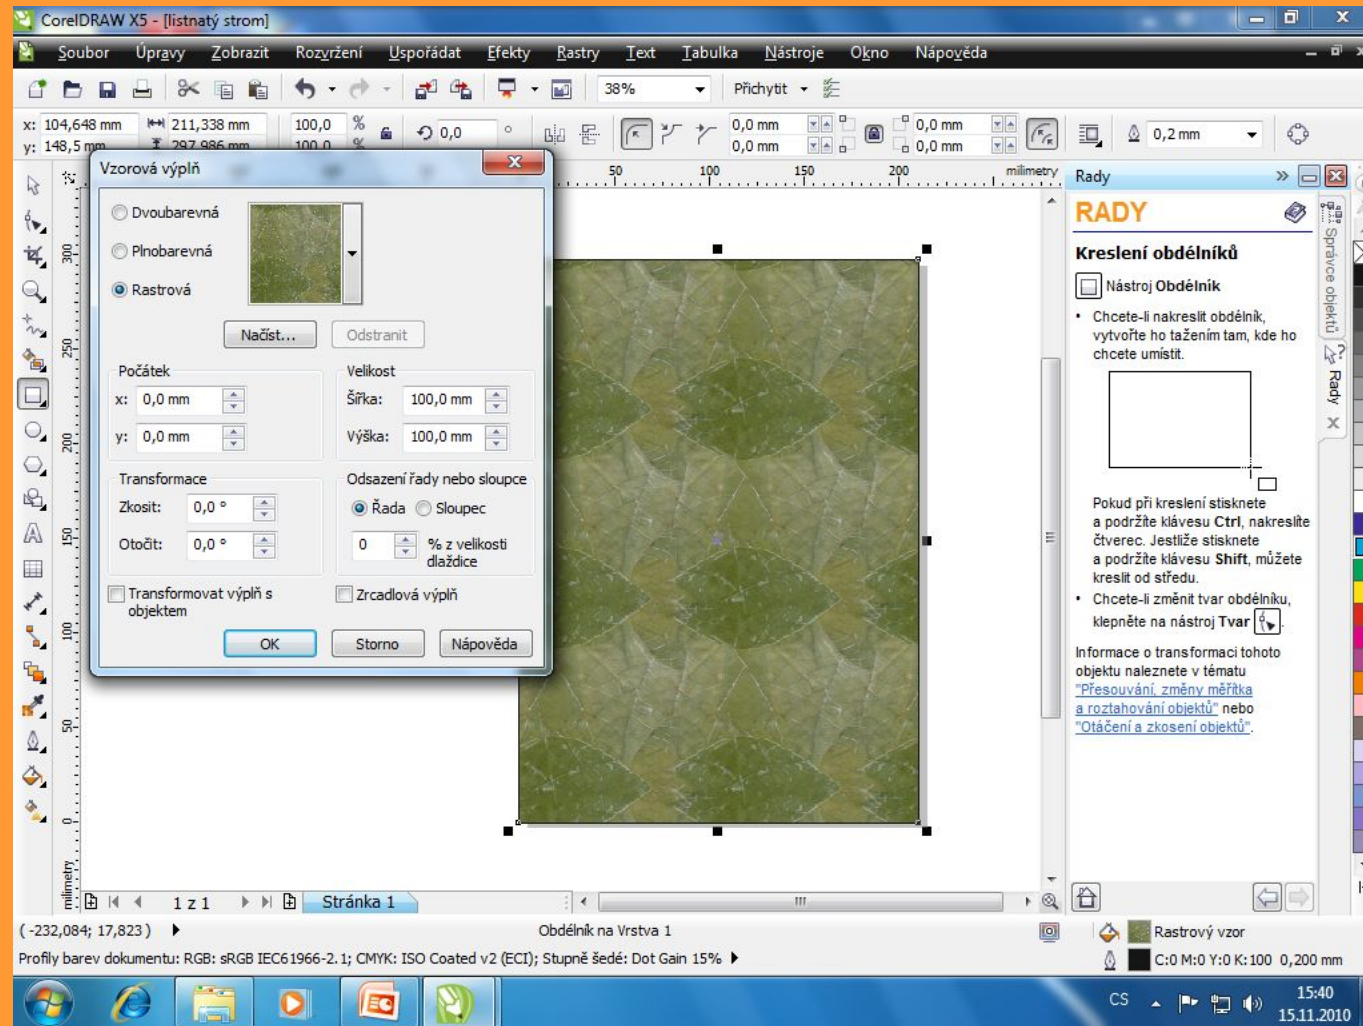 CorelDRAW X5 - [listnatý strom]
Soubor Úpravy Zobrazit Rozvržení Uspořádat Efekty Rastry Text Tabulka Nástroje Okno Nápověda
38% Přichytit
x: 104,648 mm 211,338 mm 100,0 % 0,0 ° 0,0 mm 0,0 mm 0,2 mm
y: 148,5 mm 297,986 mm 100,0 % 0,0 mm 0,0 mm
Vzorová výplň
Dvoubarevná
Plnobarevná
Rastrová
Načíst...
Odstranit
Počátek
x: 0,0 mm
y: 0,0 mm
Velikost
Šířka: 100,0 mm
Výška: 100,0 mm
Transformace
Zkosit: 0,0 °
Otočit: 0,0 °
Odsazení řady nebo sloupce
Řada Sloupec
0 % z velikosti
dlaždice
Transformovat výplň s
objektem
Zrcadlová výplň
OK Storno Nápověda
50 100 150 200 milimetry
300
250
200
150
100
50
0
milimetry
Rady
RADY
Kreslení obdélníků
Nástroj Obdélník
• Chcete-li nakreslit obdélník,
vytvořte ho tažením tam, kde ho
chcete umístit.
Pokud při kreslení stisknete
a podržíte klávesu Ctrl, nakreslíte
čtverec. Jestliže stisknete
a podržíte klávesu Shift, můžete
kreslit od středu.
• Chcete-li změnit tvar obdélníku,
klepněte na nástroj Tvar .
Informace o transformaci tohoto
objektu naleznete v tématu
"Přesouvání, změny měřítka
a roztahování objektů" nebo
"Otáčení a zkosení objektů".
Správce objektů
Rady
1 z 1 Stránka 1
( -232,084; 17,823 ) Obdélník na Vrstva 1 Rastrový vzor
Profily barev dokumentu: RGB: sRGB IEC61966-2.1; CMYK: ISO Coated v2 (ECI); Stupně šedé: Dot Gain 15% C:0 M:0 Y:0 K:100 0,200 mm
CS 15:40
15.11.2010